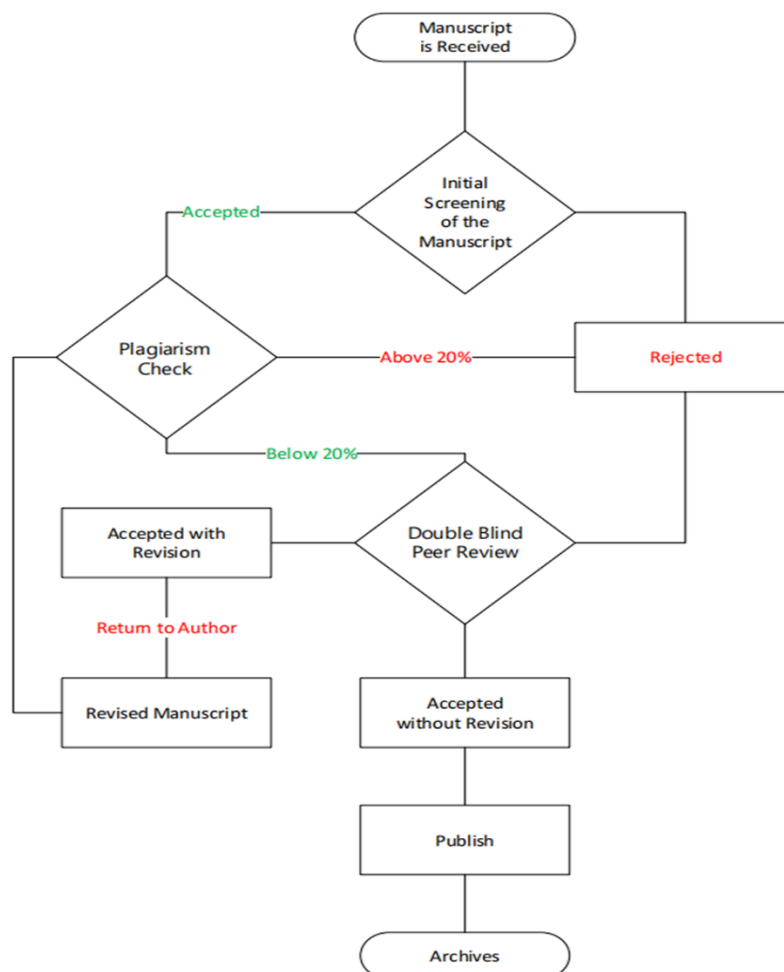 Manuscript
is Received
Initial
Screening
of the
Manuscript
Accepted
Plagiarism
Check
Above 20%
Rejected
Below 20%
Accepted with
Revision
Double Blind
Peer Review
Return to Author
Revised Manuscript
Accepted
without Revision
Publish
Archives